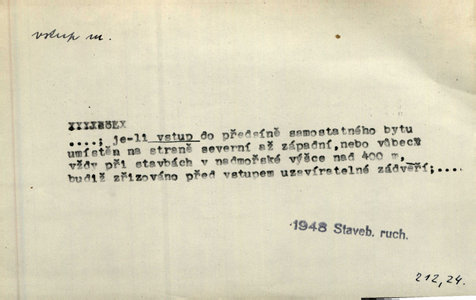 vstup m.
....; je-li vstup do předsíně samostatného bytu
umístěn na straně severní až západní, nebo vůbec
vždy při stavbách v nadmořské výšce nad 400 m,
budiž zřizováno před vstupem uzavíratelné zádveří;....
1948 Staveb. ruch.
212,24.